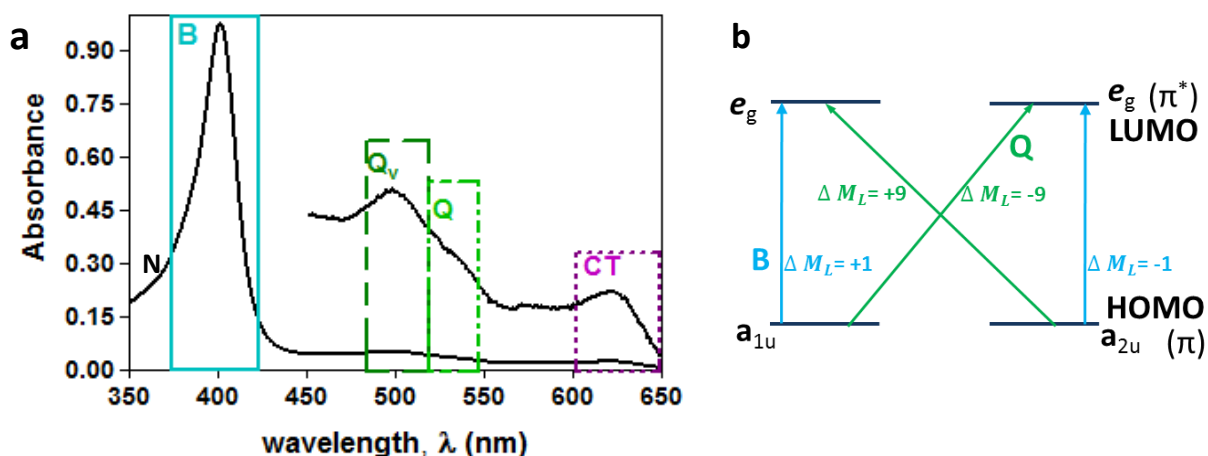 a
B
0.90
0.75
0.60
0.45
0.30
0.15
0.00
Absorbance
N
Qv
Q
CT
350 400 450 500 550 600 650
wavelength, λ (nm)
b
eg
eg (π*)
LUMO
Q
Δ ML= +9
Δ ML= -9
B
Δ ML= +1
Δ ML= -1
HOMO
a1u
a2u (π)